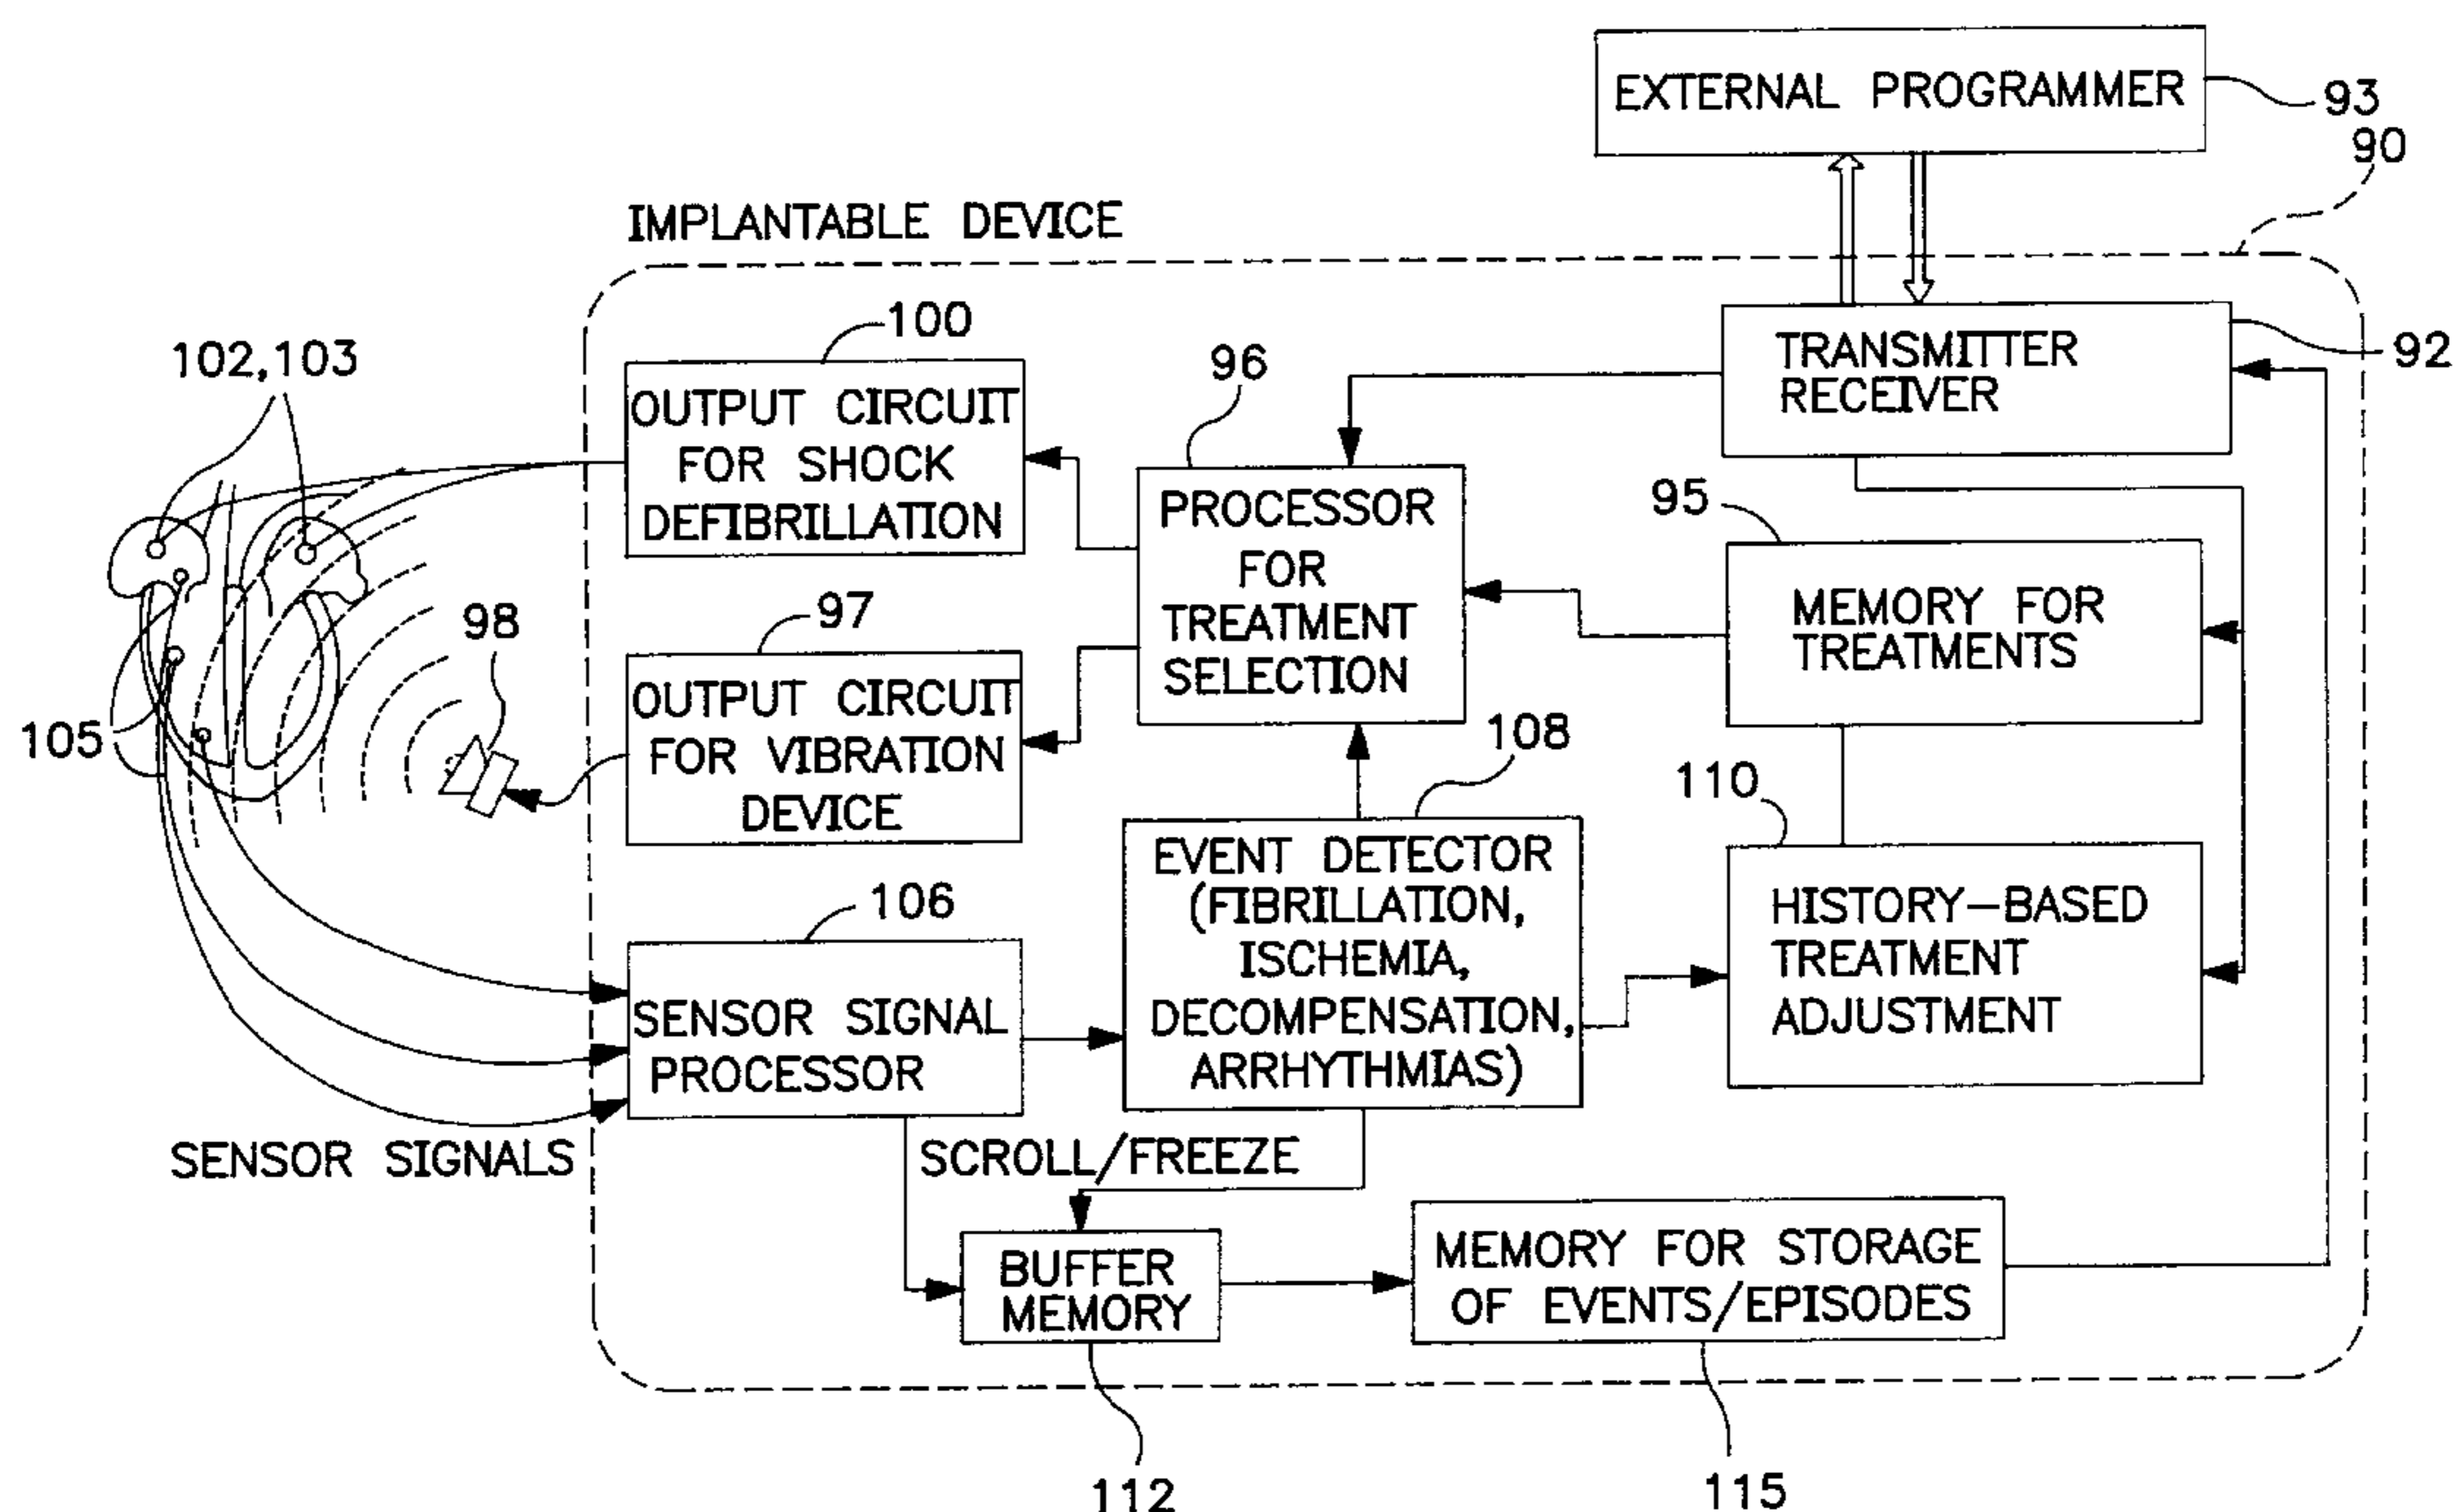 EXTERNAL PROGRAMMER
93
90
IMPLANTABLE DEVICE
100
102,103
OUTPUT CIRCUIT
FOR SHOCK
DEFIBRILLATION
96
TRANSMITTER
RECEIVER
92
PROCESSOR
FOR
TREATMENT
SELECTION
95
MEMORY FOR
TREATMENTS
98
97
OUTPUT CIRCUIT
FOR VIBRATION
DEVICE
105
108
110
EVENT DETECTOR
(FIBRILLATION,
ISCHEMIA,
DECOMPENSATION,
ARRHYTHMIAS)
HISTORY-BASED
TREATMENT
ADJUSTMENT
106
SENSOR SIGNAL
PROCESSOR
SENSOR SIGNALS
SCROLL/FREEZE
BUFFER
MEMORY
MEMORY FOR STORAGE
OF EVENTS/EPISODES
112
115